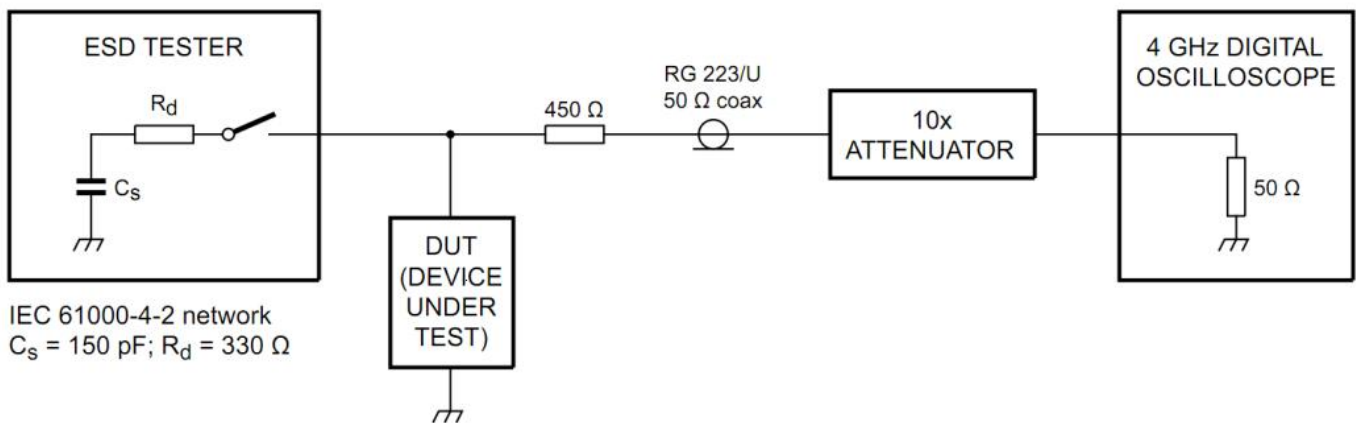 ESD TESTER
R_d
C_s
IEC 61000-4-2 network
C_s = 150 pF; R_d = 330 Ω
DUT
(DEVICE
UNDER
TEST)
450 Ω
RG 223/U
50 Ω coax
10x
ATTENUATOR
4 GHz DIGITAL
OSCILLOSCOPE
50 Ω